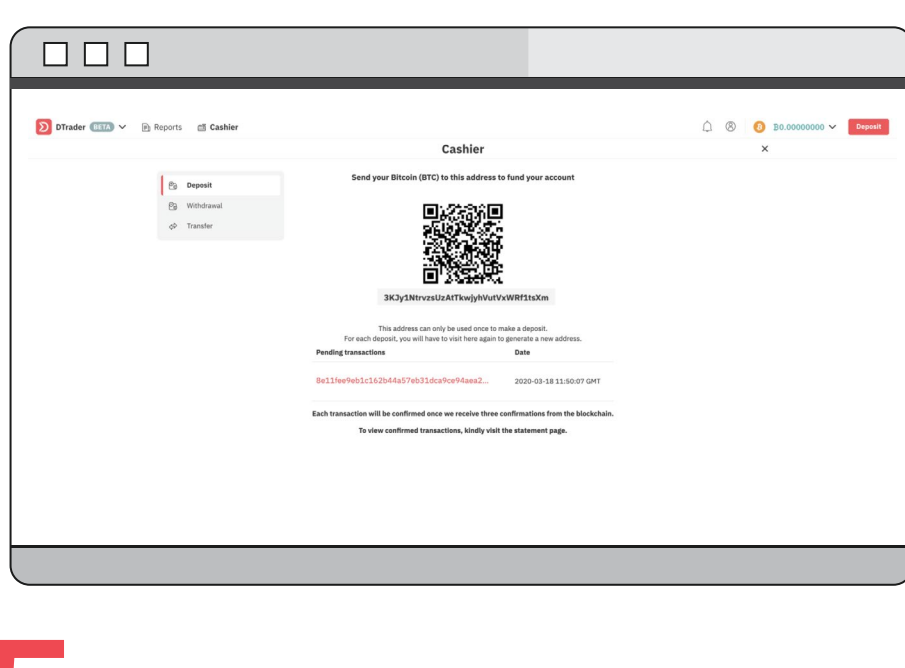 DTrader BETA Reports Cashier ₿0.00000000 Deposit
Cashier
Deposit
Withdrawal
Transfer
Send your Bitcoin (BTC) to this address to fund your account
3KJy1NtrvzsUzAtTkwjyhVutVxWRf1tsXm
This address can only be used once to make a deposit.
For each deposit, you will have to visit here again to generate a new address.
Pending transactions Date
8e11fee9eb1c162b44a57eb31dca9ce94aea2... 2020-03-18 11:50:07 GMT
Each transaction will be confirmed once we receive three confirmations from the blockchain.
To view confirmed transactions, kindly visit the statement page.